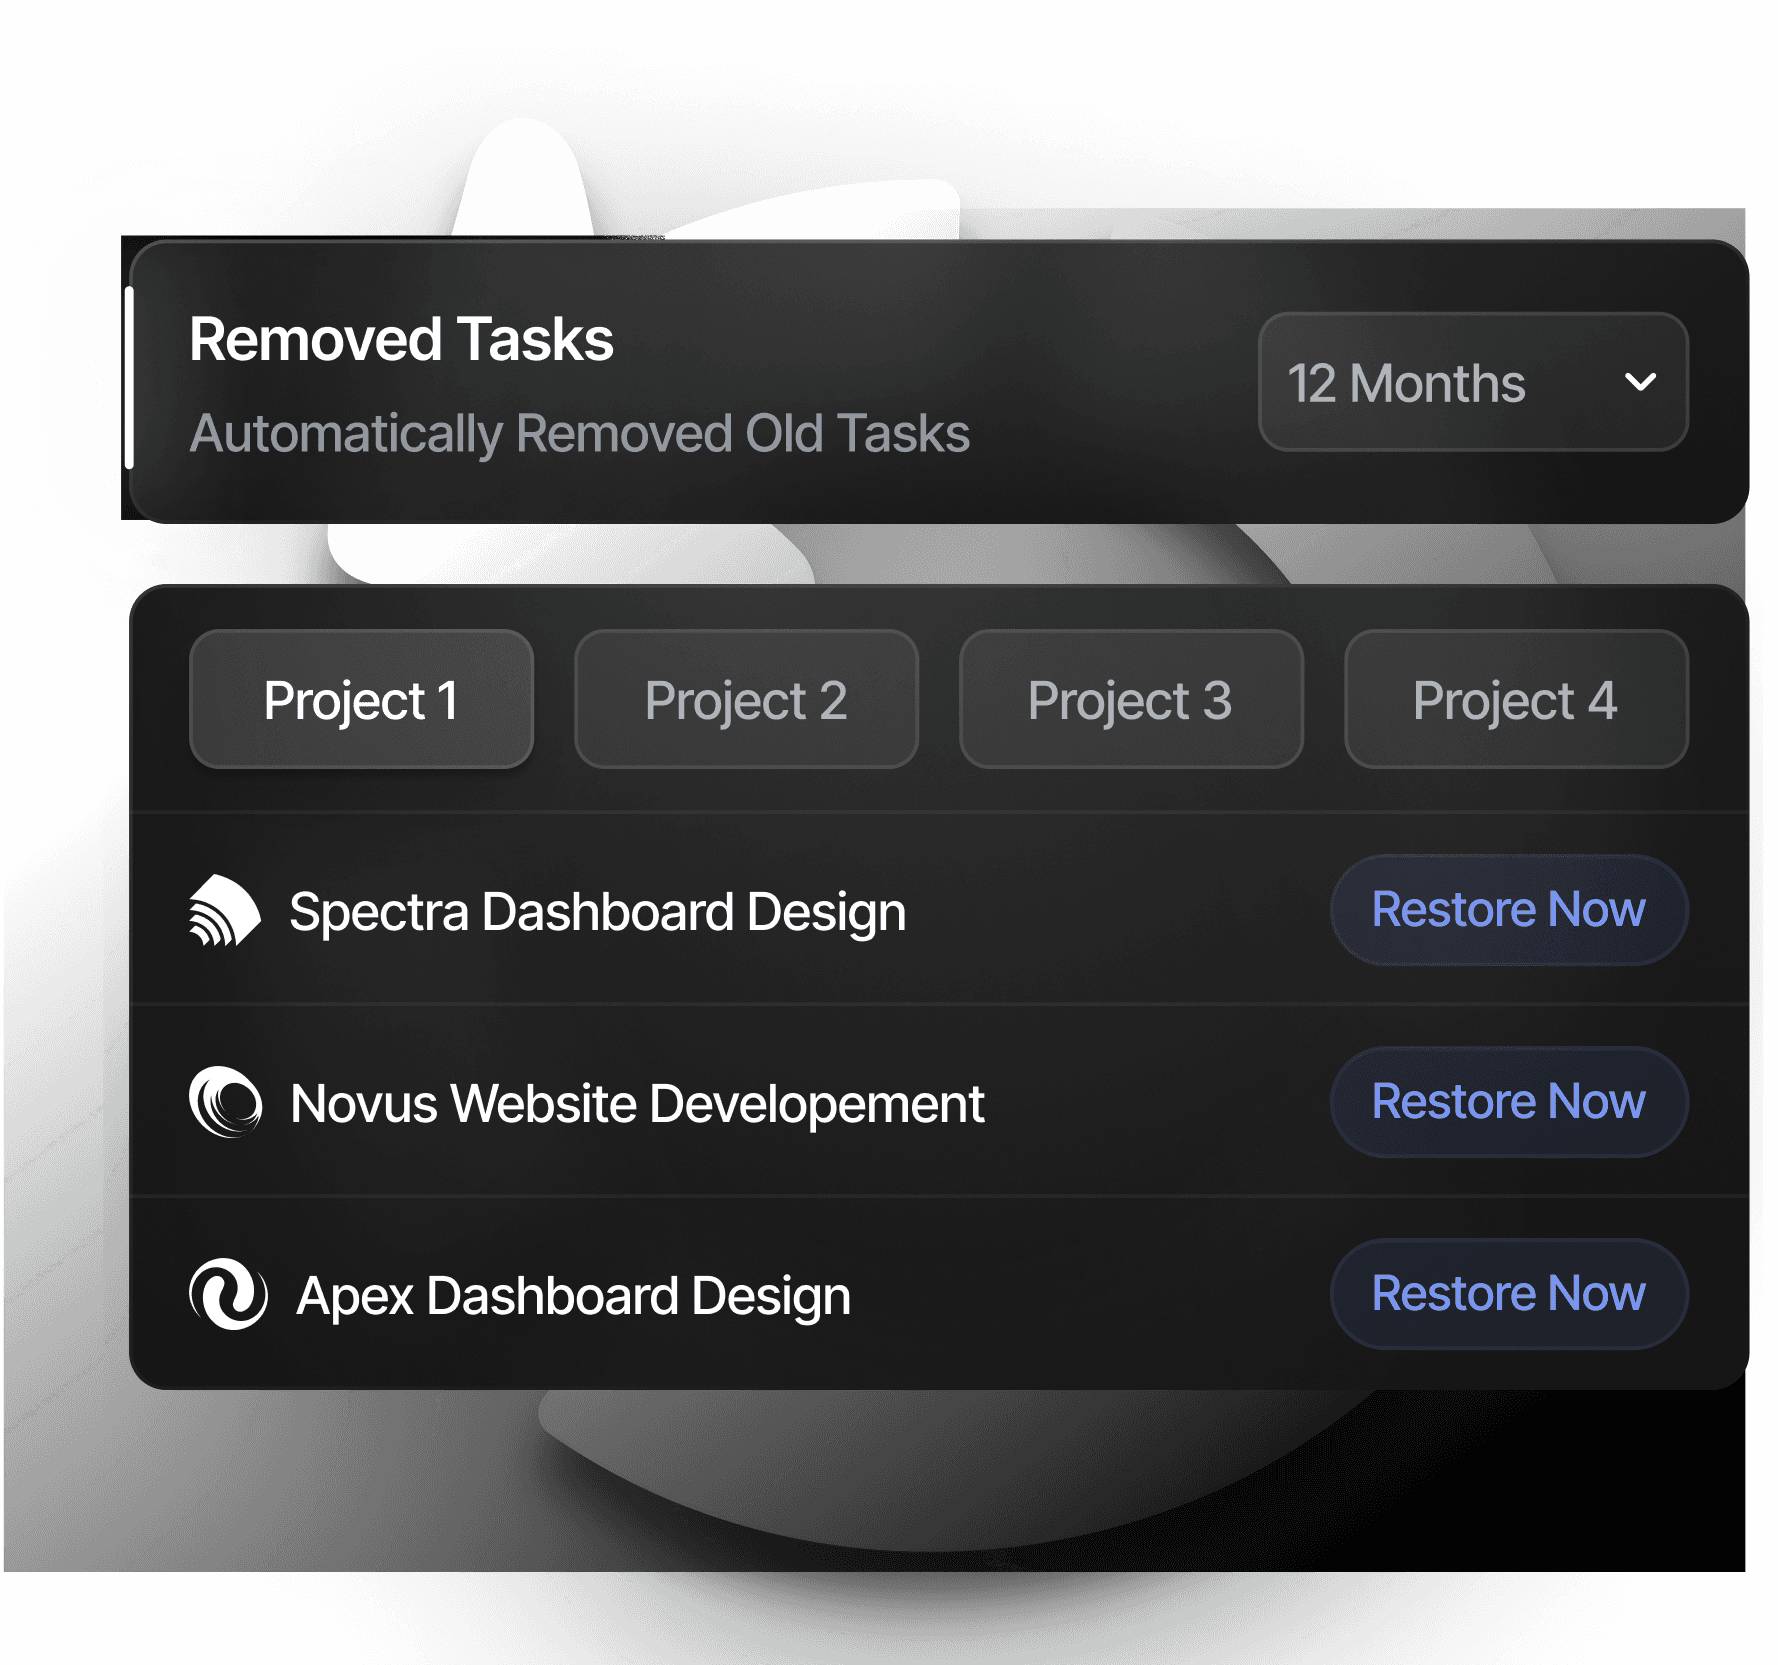 Removed Tasks
Automatically Removed Old Tasks
12 Months
Project 1
Project 2
Project 3
Project 4
Spectra Dashboard Design
Restore Now
Novus Website Developement
Restore Now
Apex Dashboard Design
Restore Now